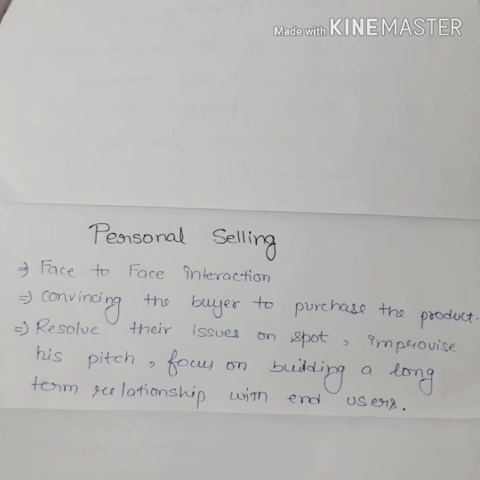 Made with KINEMASTER
Personal Selling
⇒ Face to Face interaction
⇒ convincing the buyer to purchase the product.
⇒ Resolve their issues on spot, improvise
his pitch, focus on building a long
term relationship with end users.